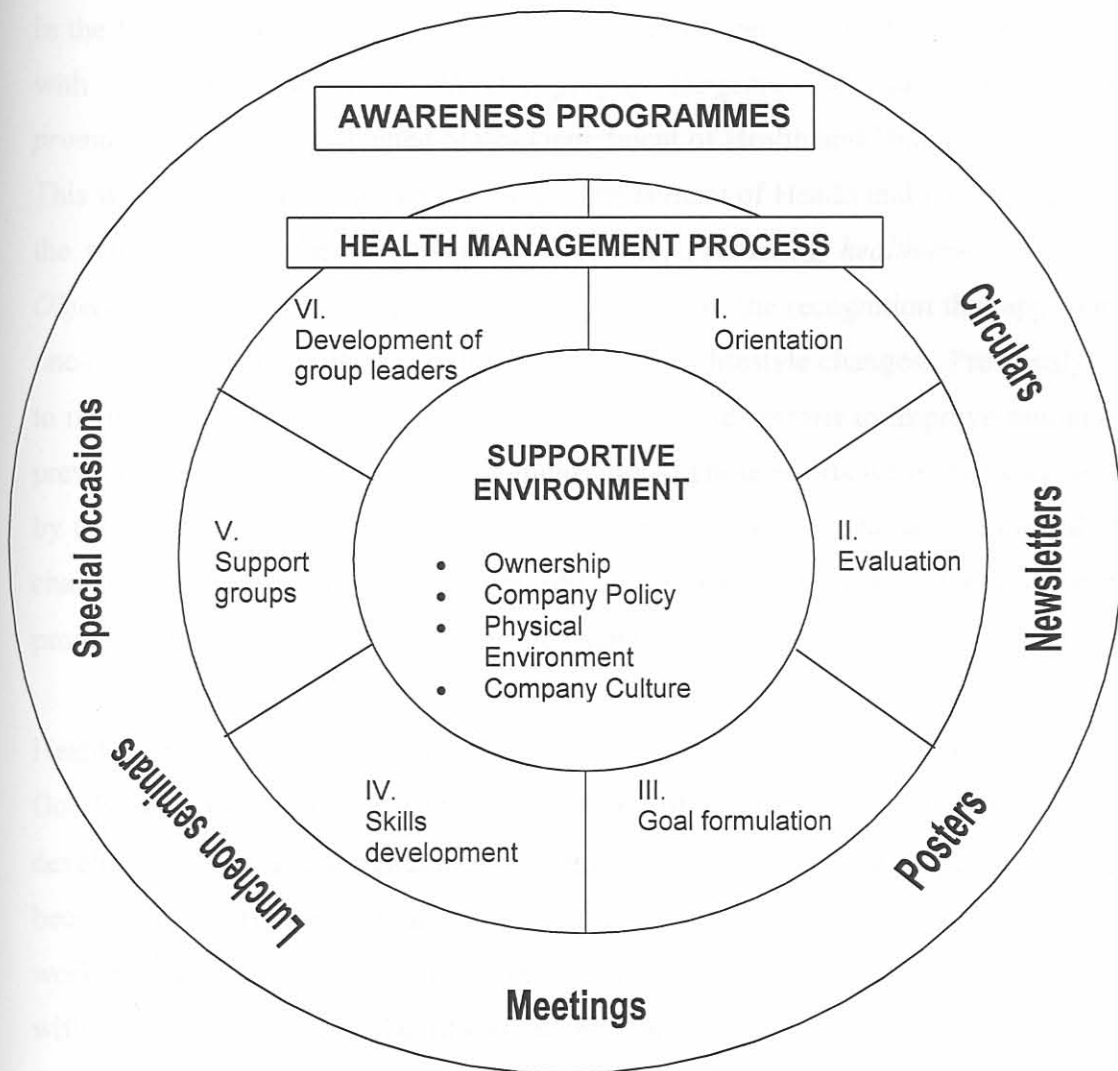 AWARENESS PROGRAMMES
HEALTH MANAGEMENT PROCESS
I.
Orientation
II.
Evaluation
III.
Goal formulation
IV.
Skills
development
V.
Support
groups
VI.
Development of
group leaders
SUPPORTIVE
ENVIRONMENT
• Ownership
• Company Policy
• Physical
Environment
• Company Culture
Circulars
Newsletters
Posters
Meetings
Luncheon seminars
Special occasions